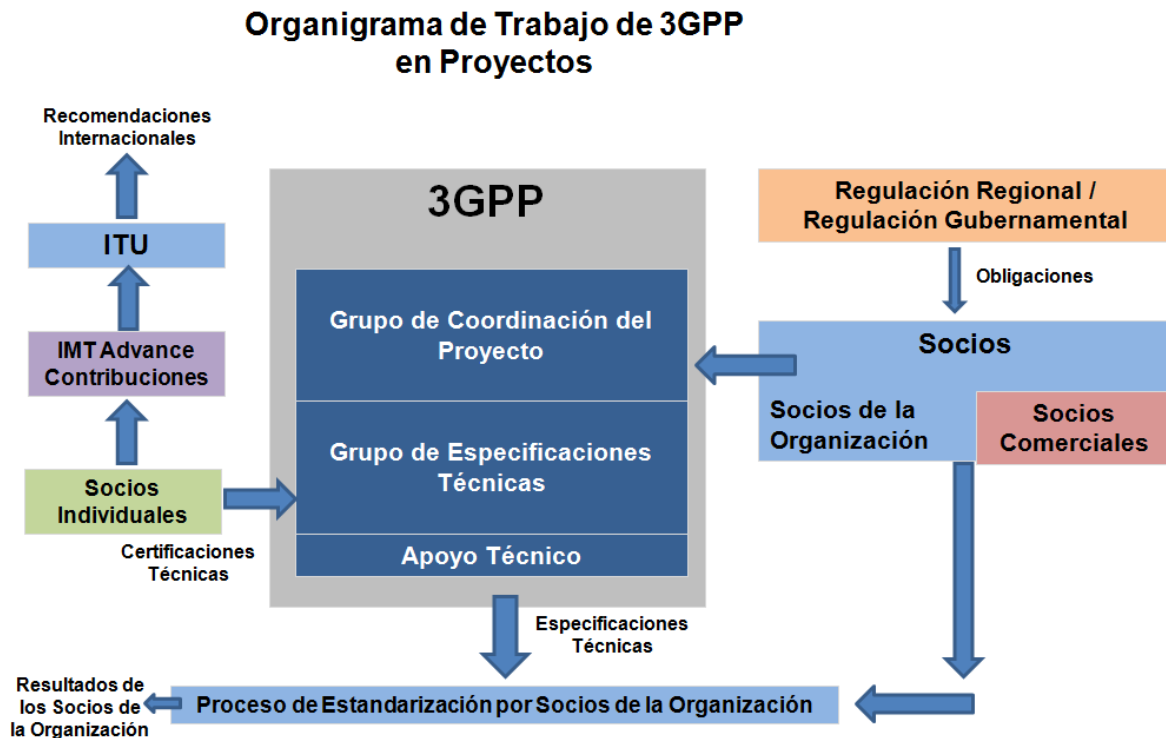 Organigrama de Trabajo de 3GPP
en Proyectos
Recomendaciones
Internacionales
ITU
IMT Advance
Contribuciones
Socios
Individuales
Certificaciones
Técnicas
3GPP
Grupo de Coordinación del
Proyecto
Grupo de Especificaciones
Técnicas
Apoyo Técnico
Especificaciones
Técnicas
Regulación Regional /
Regulación Gubernamental
Obligaciones
Socios
Socios de la
Organización
Socios
Comerciales
Proceso de Estandarización por Socios de la Organización
Resultados de
los Socios de
la Organización